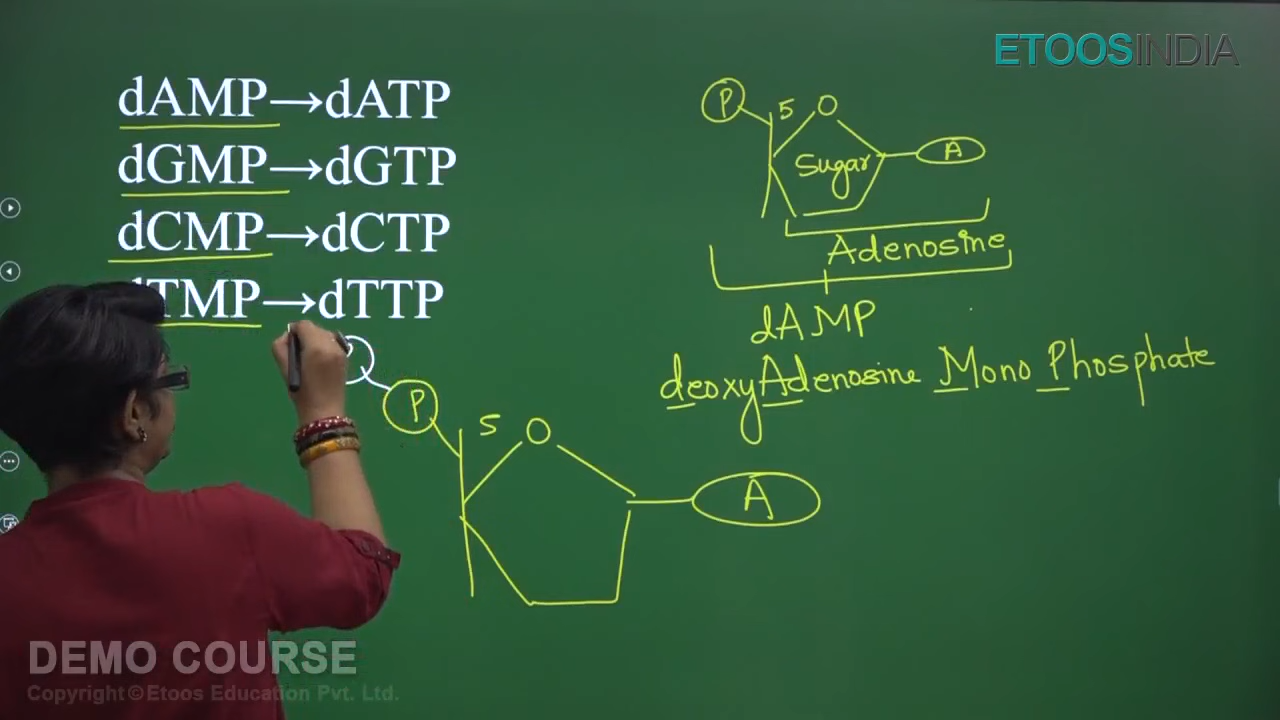 ETOOSINDIA
dAMP→dATP
dGMP→dGTP
dCMP→dCTP
dTMP→dTTP
P 5 O
Sugar A
Adenosine
dAMP
deoxyAdenosine Mono Phosphate
P 5 O
A
DEMO COURSE
Copyright©Etoos Education Pvt. Ltd.